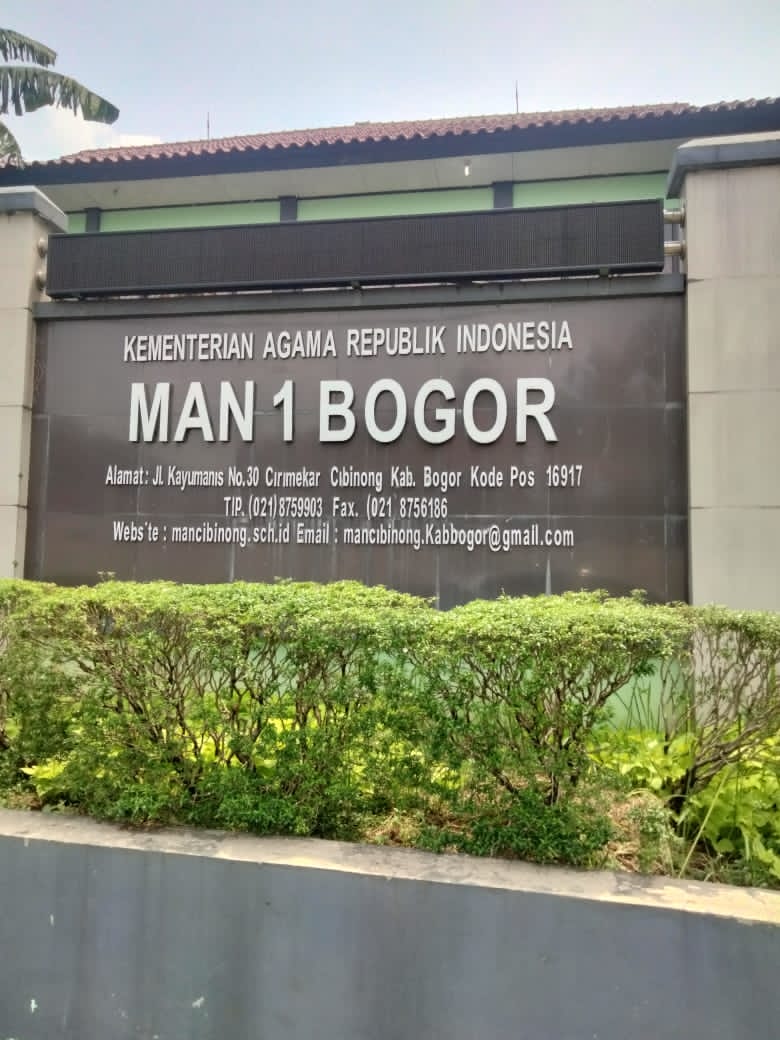 KEMENTERIAN AGAMA REPUBLIK INDONESIA
MAN 1 BOGOR
Alamat : Jl. Kayumanis No.30 Cirimekar Cibinong Kab. Bogor Kode Pos 16917
Tlp. (021) 8759903 Fax. (021 8756186
Website : mancibinong.sch.id Email : mancibinong.Kabbogor@gmail.com